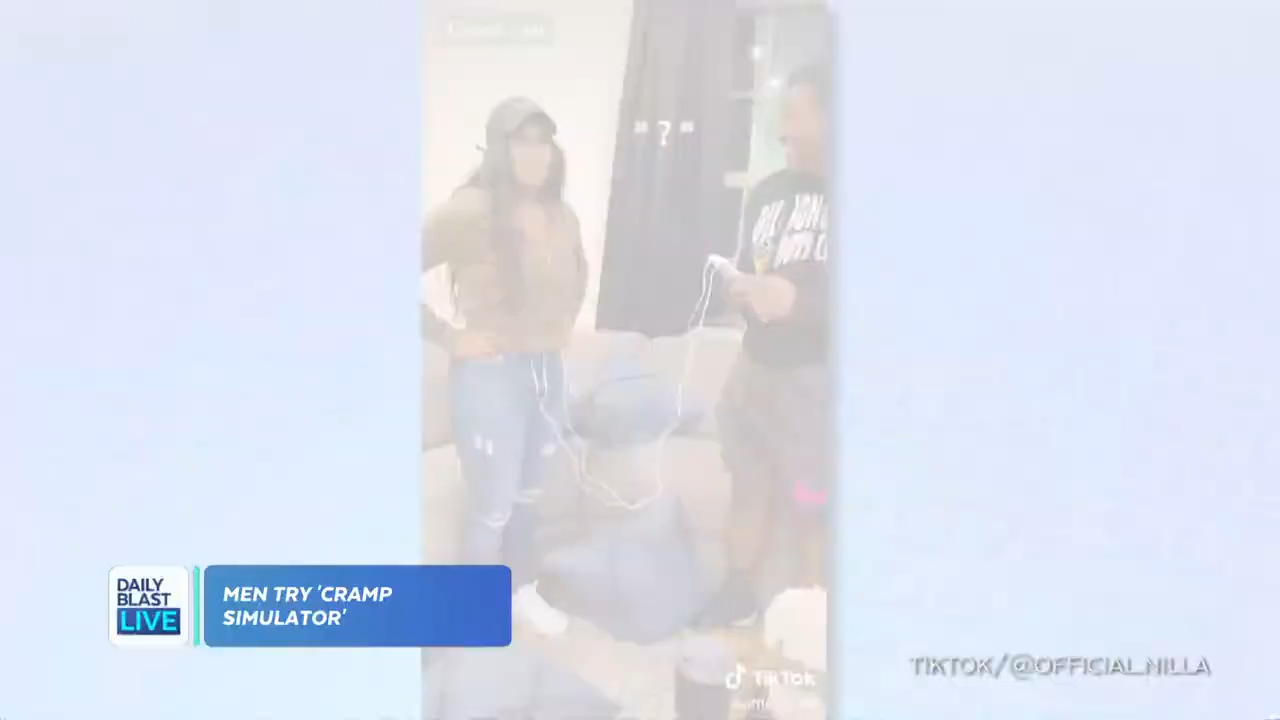 " ? "
DAILY
BLAST
LIVE
MEN TRY 'CRAMP
SIMULATOR'
TIKTOK/@OFFICIAL_NILLA
TikTok